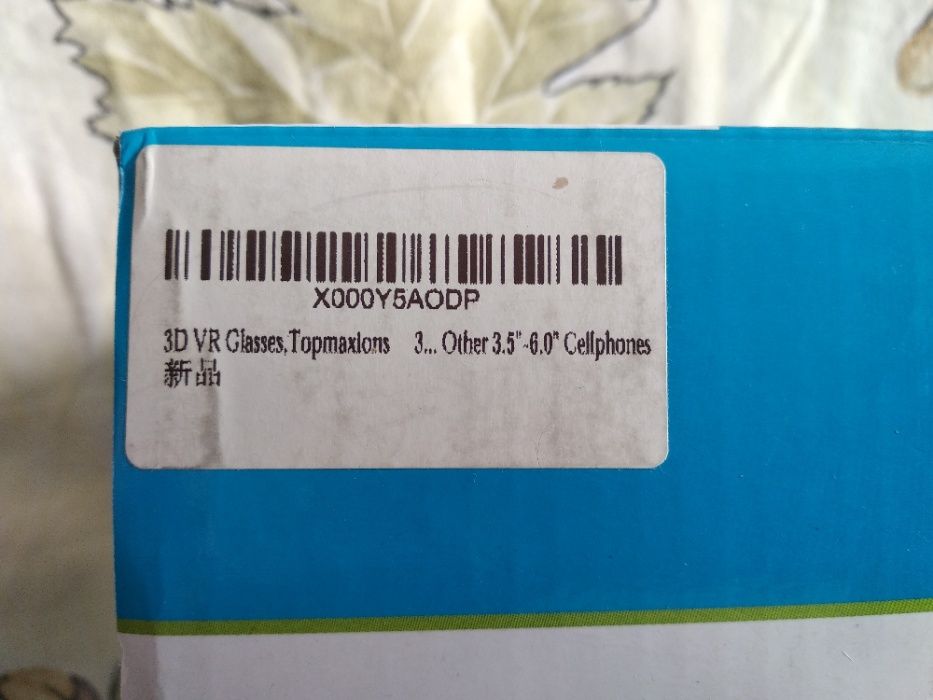 X000Y5AODP
3D VR Glasses,Topmaxions 3... Other 3.5"-6.0" Cellphones
新品